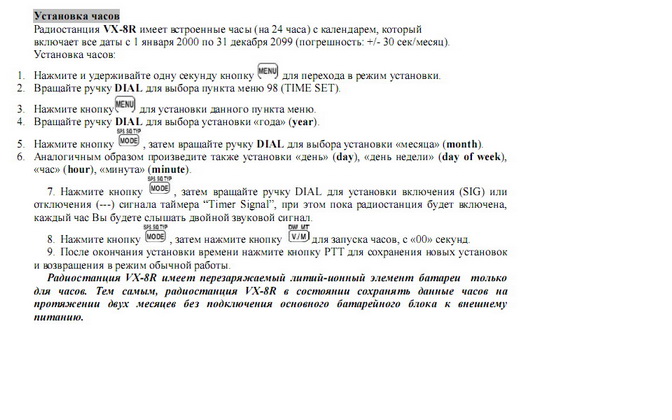 Установка часов
Радиостанция VX-8R имеет встроенные часы (на 24 часа) с календарем, который
включает все даты с 1 января 2000 по 31 декабря 2099 (погрешность: +/- 30 сек/месяц).
Установка часов:
1. Нажмите и удерживайте одну секунду кнопку MENU для перехода в режим установки.
2. Вращайте ручку DIAL для выбора пункта меню 98 (TIME SET).
3. Нажмите кнопку MENU для установки данного пункта меню.
4. Вращайте ручку DIAL для выбора установки «года» (year).
SPS SQ TYP
5. Нажмите кнопку MODE , затем вращайте ручку DIAL для выбора установки «месяца» (month).
6. Аналогичным образом произведите также установки «день» (day), «день недели» (day of week),
«час» (hour), «минута» (minute).
SPS SQ TYP
7. Нажмите кнопку MODE , затем вращайте ручку DIAL для установки включения (SIG) или
отключения (---) сигнала таймера “Timer Signal”, при этом пока радиостанция будет включена,
каждый час Вы будете слышать двойной звуковой сигнал.
SPS SQ TYP DW MT
8. Нажмите кнопку MODE , затем нажмите кнопку V/M для запуска часов, с «00» секунд.
9. После окончания установки времени нажмите кнопку PTT для сохранения новых установок
и возвращения в режим обычной работы.
Радиостанция VX-8R имеет перезаряжаемый литий-ионный элемент батареи только
для часов. Тем самым, радиостанция VX-8R в состоянии сохранять данные часов на
протяжении двух месяцев без подключения основного батарейного блока к внешнему
питанию.